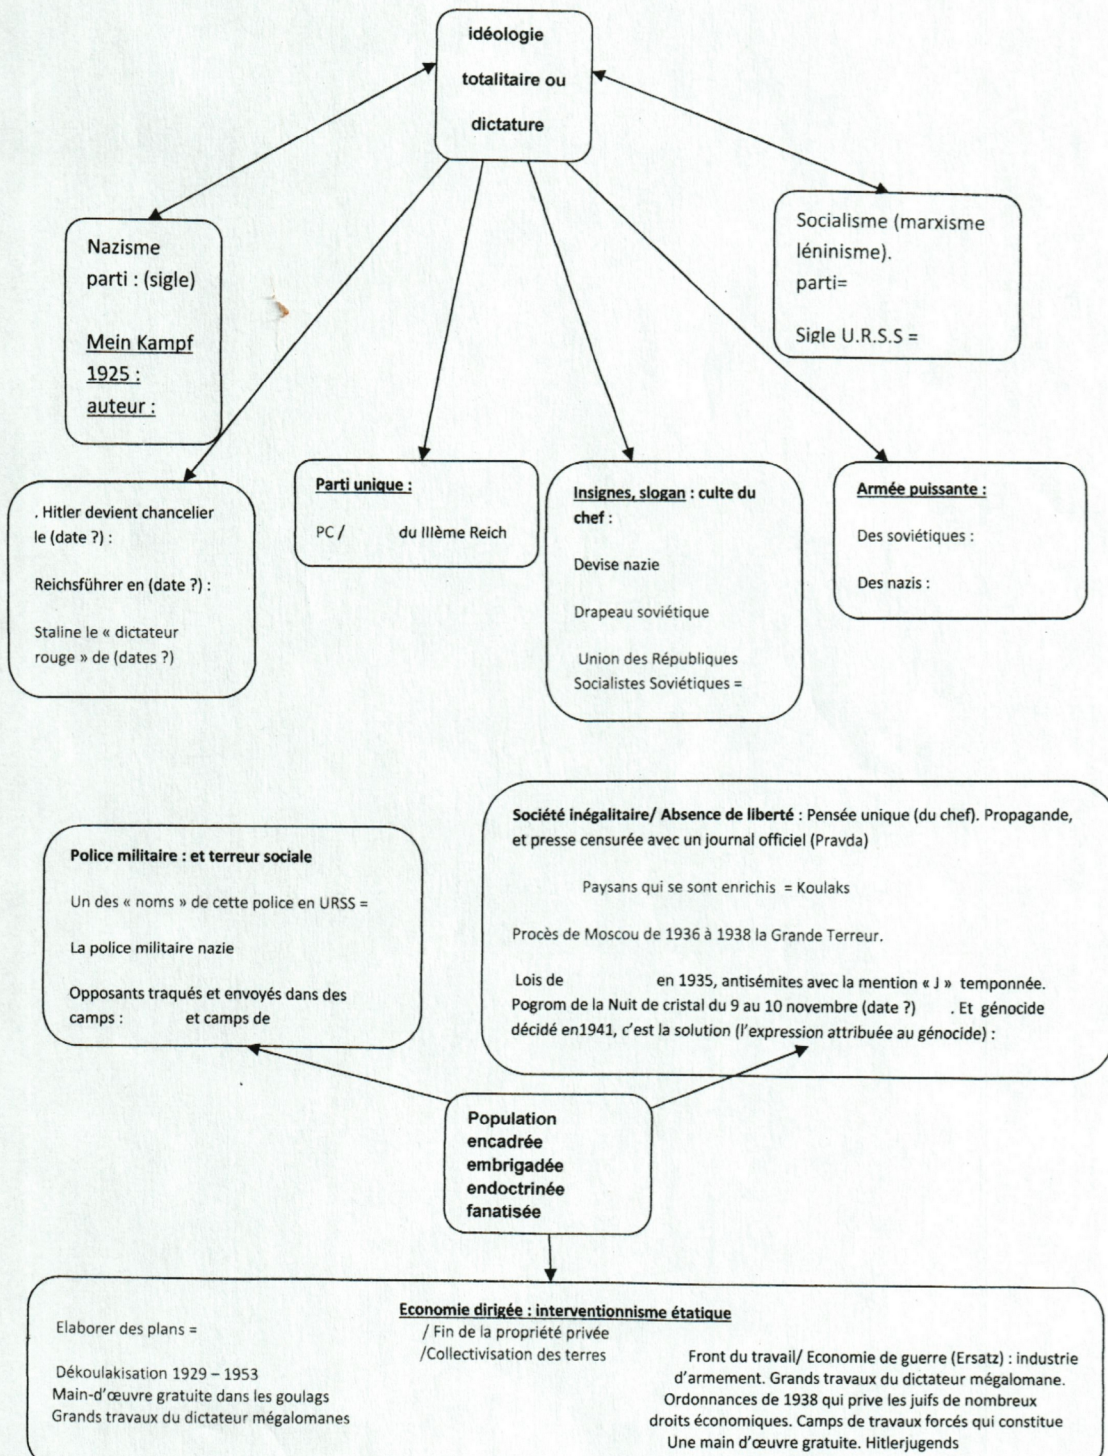 idéologie
totalitaire ou
dictature
Nazisme
parti : (sigle)
Mein Kampf
1925 :
auteur :
Socialisme (marxisme
léninisme).
parti=
Sigle U.R.S.S =
. Hitler devient chancelier
le (date ?) :
Reichsführer en (date ?) :
Staline le « dictateur
rouge » de (dates ?)
Parti unique :
PC / du IIIème Reich
Insignes, slogan : culte du
chef :
Devise nazie
Drapeau soviétique
Union des Républiques
Socialistes Soviétiques =
Armée puissante :
Des soviétiques :
Des nazis :
Police militaire : et terreur sociale
Un des « noms » de cette police en URSS =
La police militaire nazie
Opposants traqués et envoyés dans des
camps : et camps de
Société inégalitaire/ Absence de liberté : Pensée unique (du chef). Propagande,
et presse censurée avec un journal officiel (Pravda)
Paysans qui se sont enrichis = Koulaks
Procès de Moscou de 1936 à 1938 la Grande Terreur.
Lois de en 1935, antisémites avec la mention « J » temponnée.
Pogrom de la Nuit de cristal du 9 au 10 novembre (date ?) . Et génocide
décidé en1941, c'est la solution (l'expression attribuée au génocide) :
Population
encadrée
embrigadée
endoctrinée
fanatisée
Economie dirigée : interventionnisme étatique
Elaborer des plans = / Fin de la propriété privée
/Collectivisation des terres
Dékoulakisation 1929 – 1953
Main-d'œuvre gratuite dans les goulags
Grands travaux du dictateur mégalomanes
Front du travail/ Economie de guerre (Ersatz) : industrie
d'armement. Grands travaux du dictateur mégalomane.
Ordonnances de 1938 qui prive les juifs de nombreux
droits économiques. Camps de travaux forcés qui constitue
Une main d'œuvre gratuite. Hitlerjugends